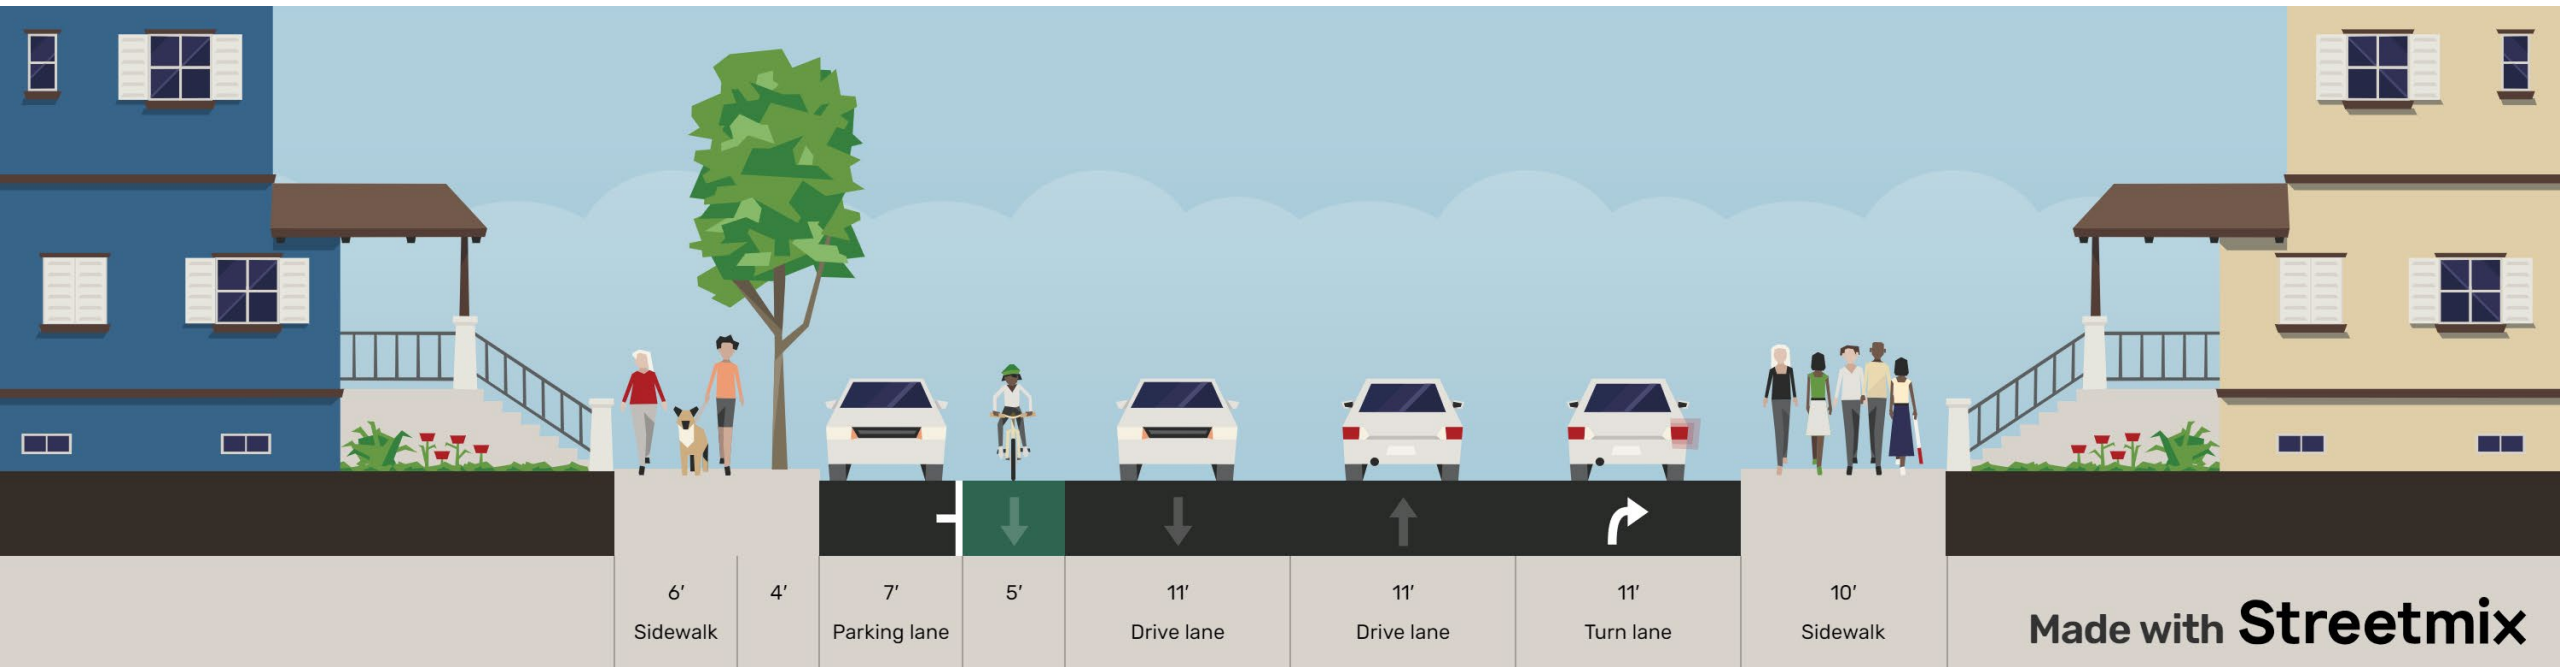 6′
4′
7′
5′
11′
11′
11′
10′
Sidewalk
Parking lane
Drive lane
Drive lane
Turn lane
Sidewalk
Made with Streetmix